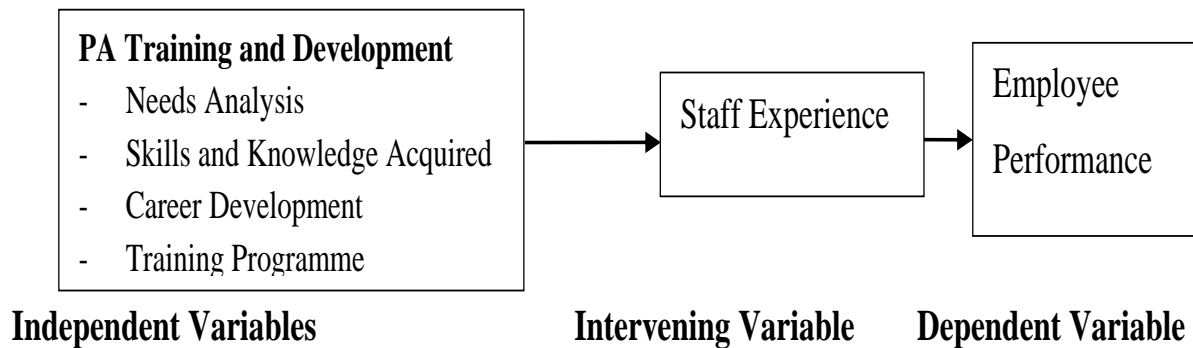 PA Training and Development
- Needs Analysis
- Skills and Knowledge Acquired
- Career Development
- Training Programme
Staff Experience
Employee
Performance
Independent Variables
Intervening Variable
Dependent Variable